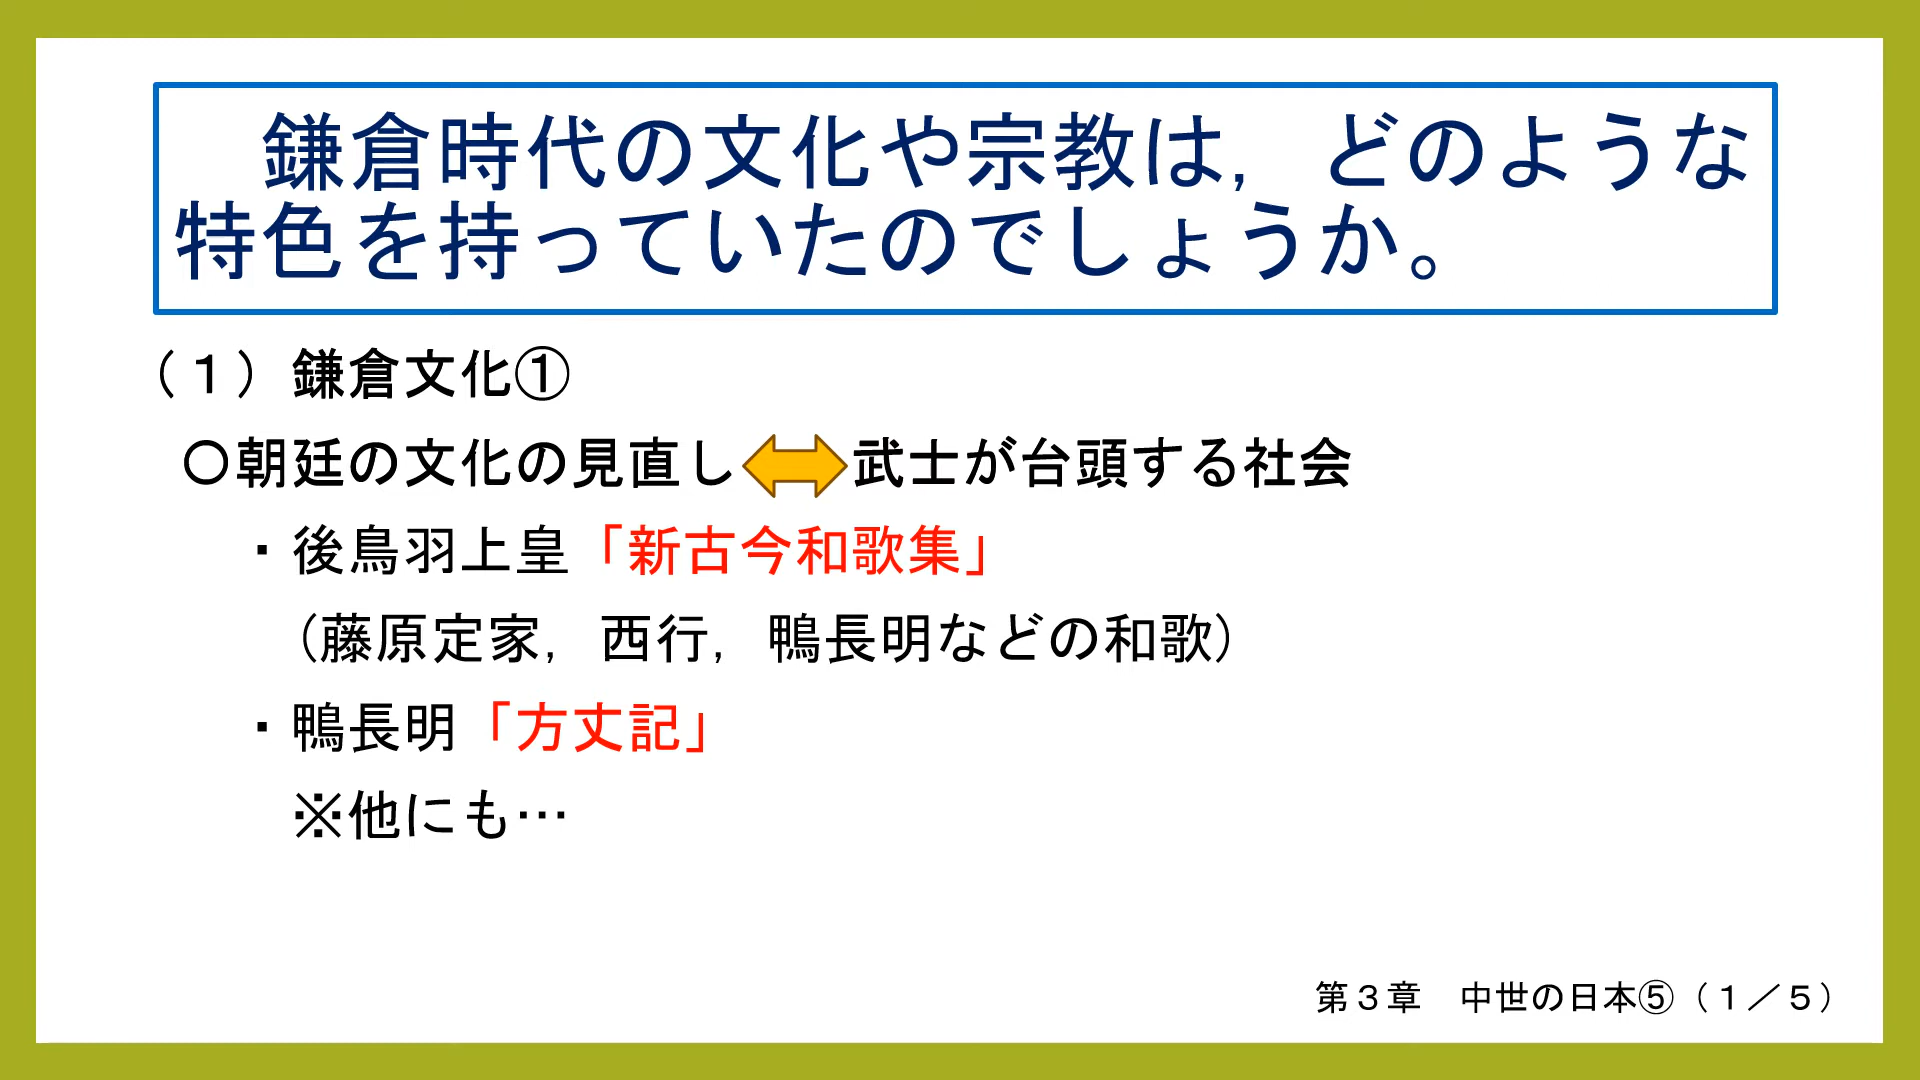 鎌倉時代の文化や宗教は，どのような
特色を持っていたのでしょうか。
（１）鎌倉文化①
〇朝廷の文化の見直し⇔武士が台頭する社会
・後鳥羽上皇「新古今和歌集」
（藤原定家，西行，鴨長明などの和歌）
・鴨長明「方丈記」
※他にも…
第３章　中世の日本⑤（１／５）